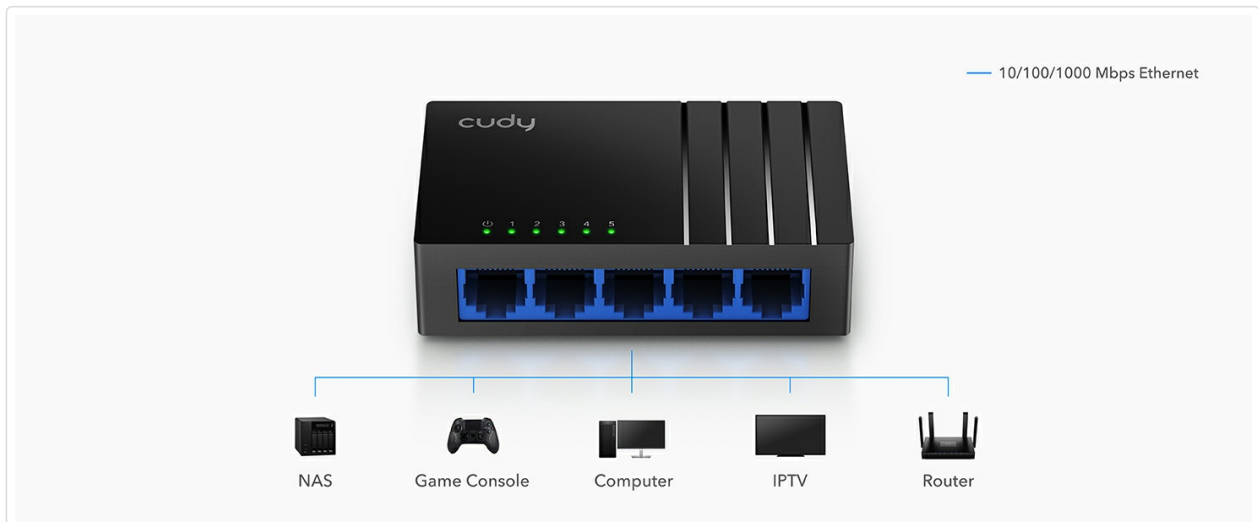 10/100/1000 Mbps Ethernet
cudy
1 2 3 4 5
NAS
Game Console
Computer
IPTV
Router